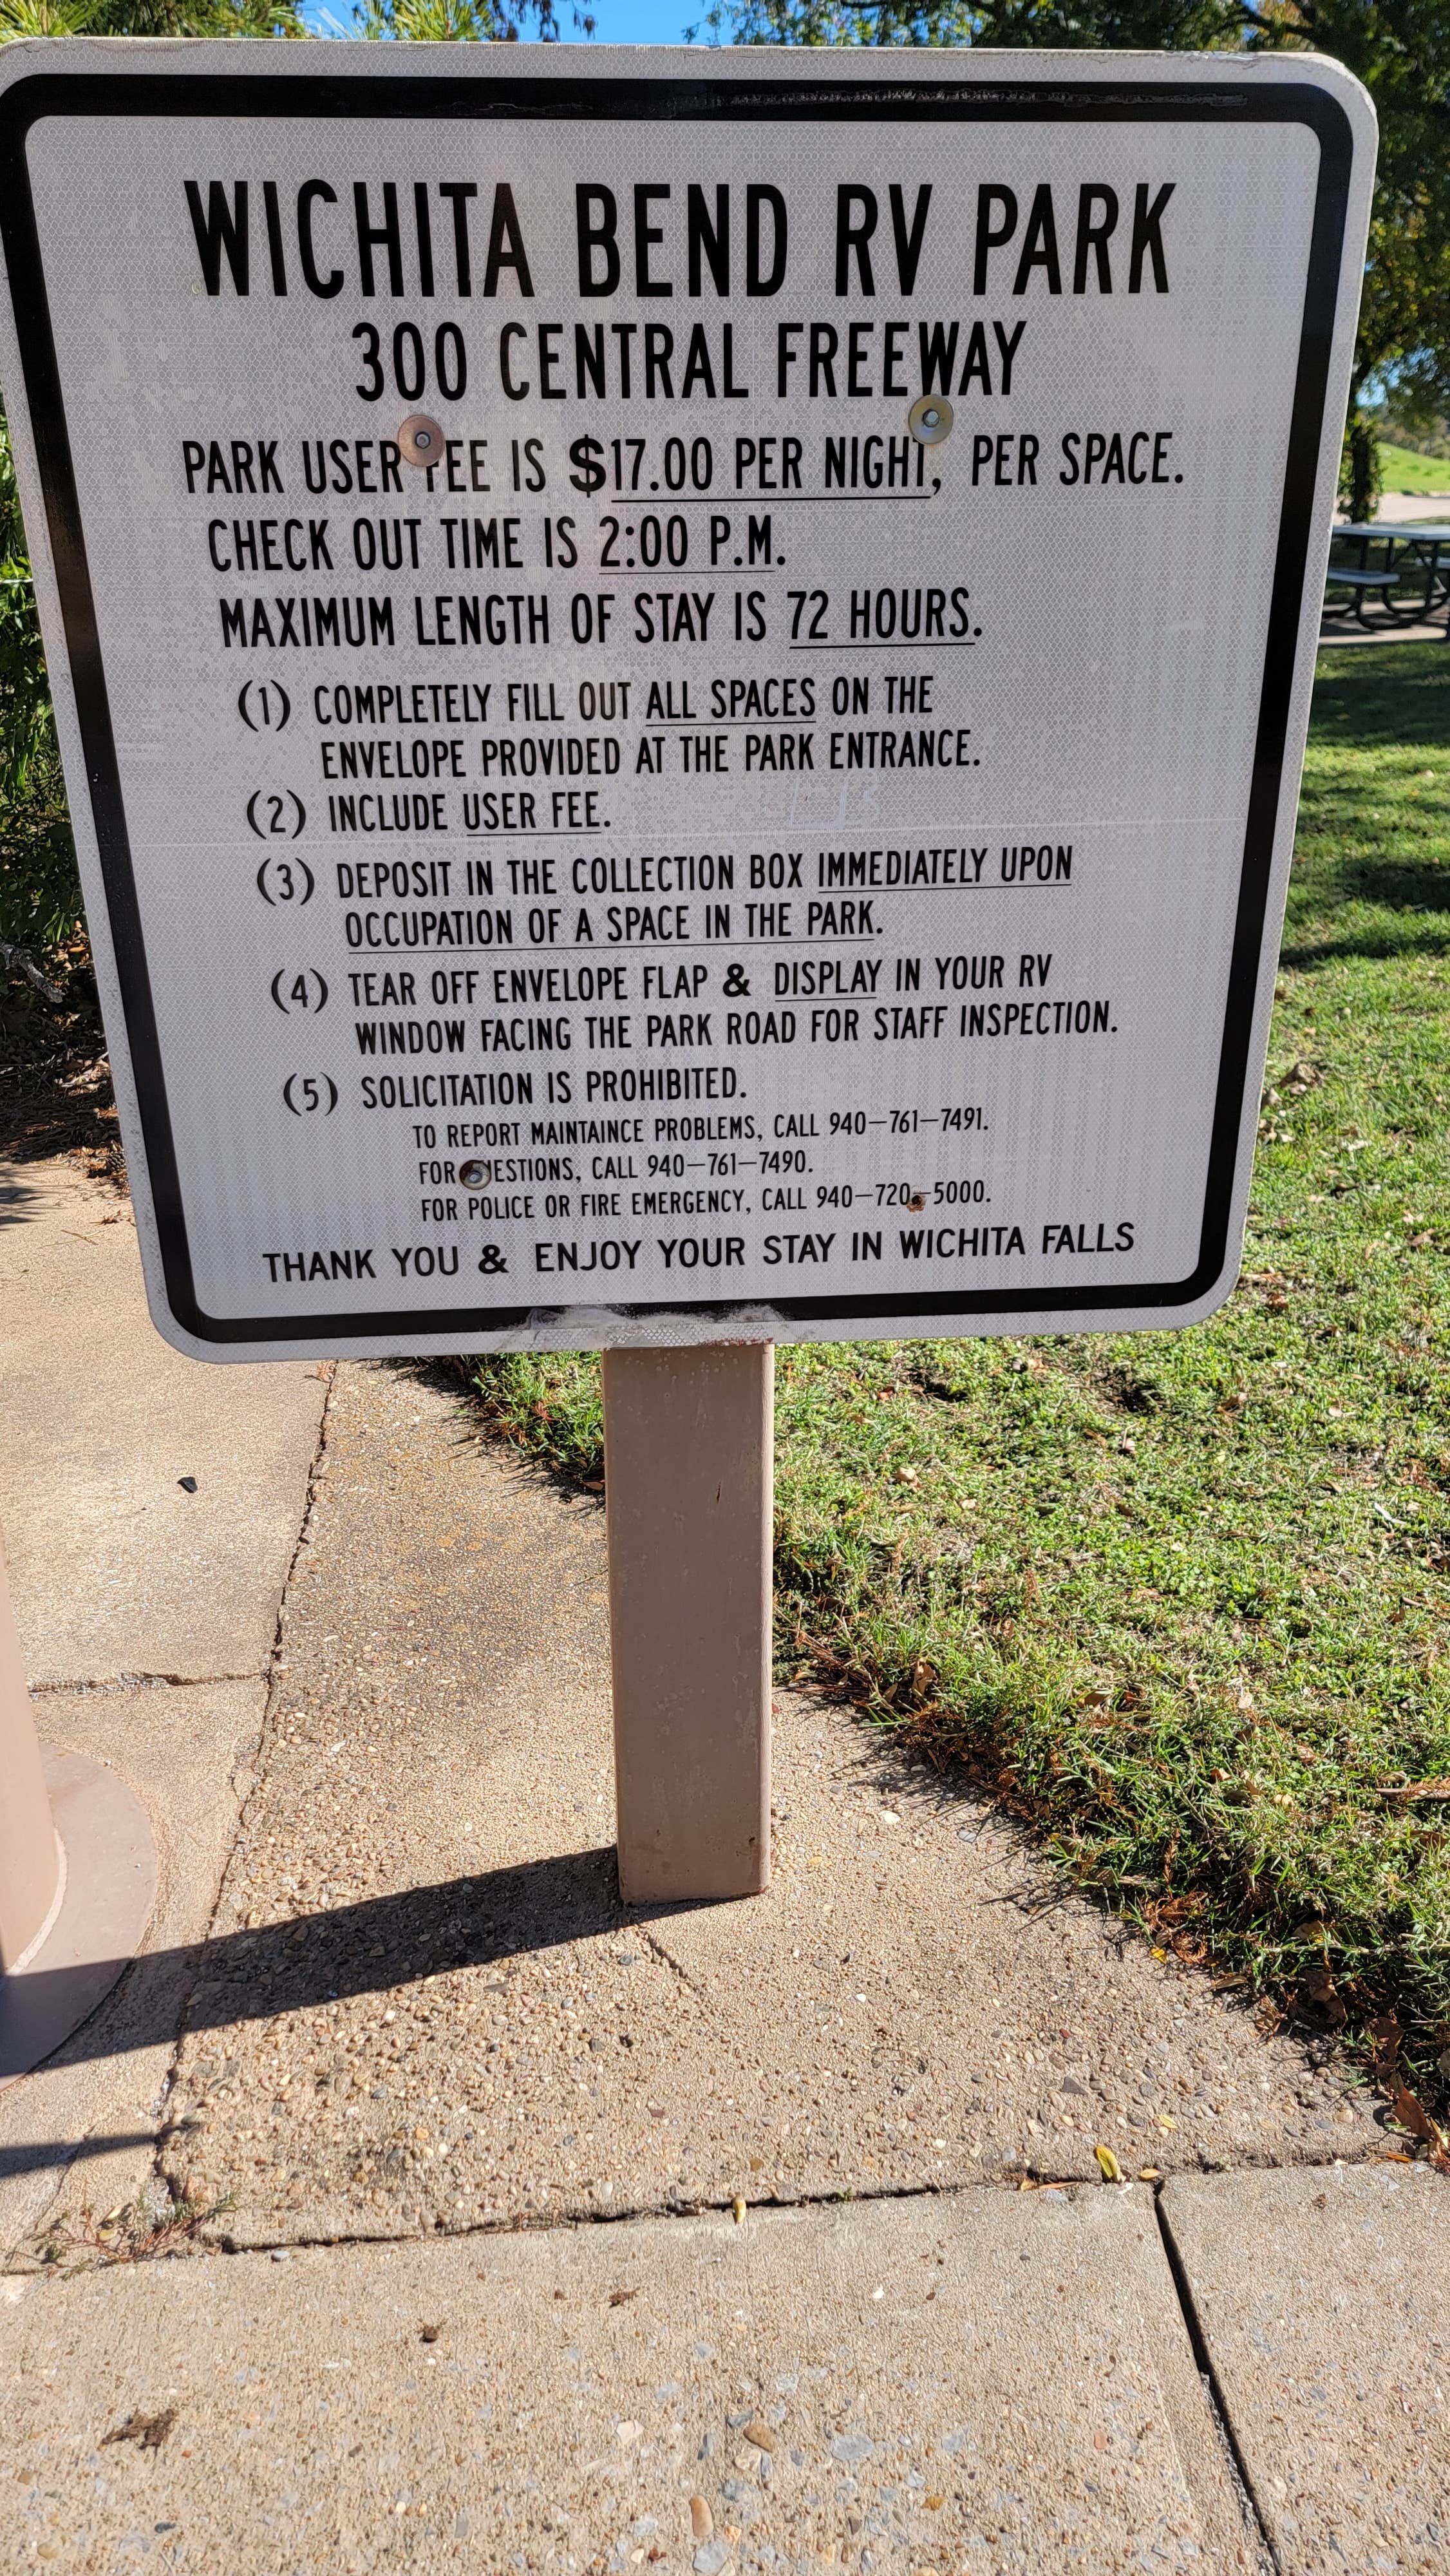 WICHITA BEND RV PARK
300 CENTRAL FREEWAY
PARK USER FEE IS $17.00 PER NIGHT, PER SPACE.
CHECK OUT TIME IS 2:00 P.M.
MAXIMUM LENGTH OF STAY IS 72 HOURS.
(1) COMPLETELY FILL OUT ALL SPACES ON THE
ENVELOPE PROVIDED AT THE PARK ENTRANCE.
(2) INCLUDE USER FEE.
(3) DEPOSIT IN THE COLLECTION BOX IMMEDIATELY UPON
OCCUPATION OF A SPACE IN THE PARK.
(4) TEAR OFF ENVELOPE FLAP & DISPLAY IN YOUR RV
WINDOW FACING THE PARK ROAD FOR STAFF INSPECTION.
(5) SOLICITATION IS PROHIBITED.
TO REPORT MAINTAINCE PROBLEMS, CALL 940-761-7491.
FOR QUESTIONS, CALL 940-761-7490.
FOR POLICE OR FIRE EMERGENCY, CALL 940-720-5000.
THANK YOU & ENJOY YOUR STAY IN WICHITA FALLS